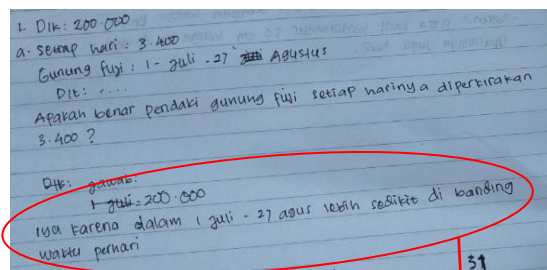 1. Dik: 200.000
a. setiap hari: 3.400
Gunung fuji: 1 - juli - 27 Agustus
Dit: ....
Apakah benar pendaki gunung fuji setiap harinya diperkirakan
3.400 ?
Dik: jawab:
1 juli = 200.000
iya karena dalam 1 juli - 27 agus lebih sedikit di banding
waktu perhari
31